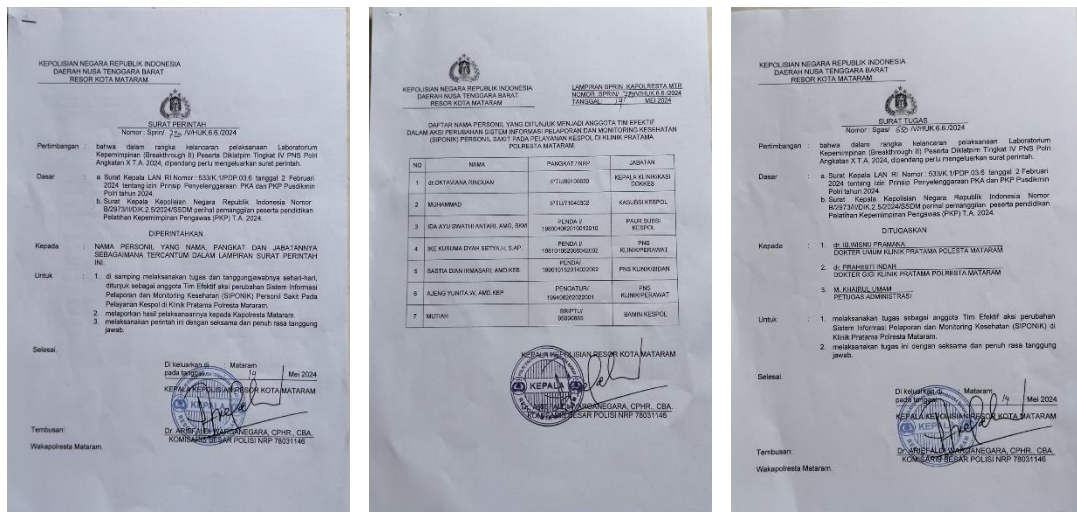 KEPOLISIAN NEGARA REPUBLIK INDONESIA
DAERAH NUSA TENGGARA BARAT
RESOR KOTA MATARAM
SURAT PERINTAH
Nomor : Sprin/ /V/HUK.6.6./2024
Pertimbangan : bahwa dalam rangka kelancaran pelaksanaan Laboratorium
Kepemimpinan (Breakthrough II) Peserta Diklatpim Tingkat IV PNS Polri
Angkatan X T.A. 2024, dipandang perlu mengeluarkan surat perintah.
Dasar : a. Surat Kepala LAN RI Nomor : 533/K.1/PDP.03.6 tanggal 2 Februari
2024 tentang izin Prinsip Penyelenggaraan PKA dan PKP Pusdikmin
Polri tahun 2024.
b. Surat Kepala Kepolisian Negara Republik Indonesia Nomor
B/2973/II/DIK.2.5/2024/SSDM perihal pemanggilan peserta pendidikan
Pelatihan Kepemimpinan Pengawas (PKP) T.A. 2024.
DIPERINTAHKAN
Kepada : NAMA PERSONIL YANG NAMA, PANGKAT DAN JABATANNYA
SEBAGAIMANA TERCANTUM DALAM LAMPIRAN SURAT PERINTAH
INI.
Untuk : 1. di samping melaksanakan tugas dan tanggungjawabnya sehari-hari,
ditunjuk sebagai anggota Tim Efektif aksi perubahan Sistem Informasi
Pelaporan dan Monitoring Kesehatan (SIPONIK) Personil Sakit Pada
Pelayanan Kespol di Klinik Pratama Polresta Mataram.
2. melaporkan hasil pelaksanaannya kepada Kapolresta Mataram.
3. melaksanakan perintah ini dengan seksama dan penuh rasa tanggung
jawab.
Selesai.
Di keluarkan di : Mataram
pada tanggal 14 Mei 2024
KEPALA KEPOLISIAN RESOR KOTA MATARAM
KEPALA
Tembusan:
Dr. ARIEFALDI WARGANEGARA, CPHR., CBA.
KOMISARIS BESAR POLISI NRP 78031146
Wakapolresta Mataram.
KEPOLISIAN NEGARA REPUBLIK INDONESIA
DAERAH NUSA TENGGARA BARAT
RESOR KOTA MATARAM
LAMPIRAN SPRIN KAPOLRESTA MTR
NOMOR SPRIN/ /V/HUK.6.6./2024
TANGGAL 14 MEI 2024
DAFTAR NAMA PERSONIL YANG DITUNJUK MENJADI ANGGOTA TIM EFEKTIF
DALAM AKSI PERUBAHAN SISTEM INFORMASI PELAPORAN DAN MONITORING KESEHATAN
(SIPONIK) PERSONIL SAKIT PADA PELAYANAN KESPOL DI KLINIK PRATAMA
POLRESTA MATARAM.
NO NAMA PANGKAT / NRP JABATAN
1 dr.OKTAVIANA RINDUAN IPTU/ KEPALA KLINIK/KASI DOKKES
2 MUHAMMAD IPTU/71040302 KASUBSI KESPOL
3 IDA AYU SWATHI ANTARI, AMG, SKM PENDA I/ PAUR SUBSI KESPOL
4 IKE KUSUMA DYAH SETYA.H, S.AP. PENDA I/ PNS KLINIK/PERAWAT
5 BASTIA DIAN IRMASARI, AMD.KEB PENDA/ PNS KLINIK/BIDAN
6 AJENG YUNITA W, AMD.KEP PENGATUR/ PNS KLINIK/PERAWAT
7 MUTIAH BRIPTU/ BAMIN KESPOL
KEPALA KEPOLISIAN RESOR KOTA MATARAM
KEPALA
Dr. ARIEFALDI WARGANEGARA, CPHR., CBA.
KOMISARIS BESAR POLISI NRP 78031146
KEPOLISIAN NEGARA REPUBLIK INDONESIA
DAERAH NUSA TENGGARA BARAT
RESOR KOTA MATARAM
SURAT TUGAS
Nomor: Sgas/ /V/HUK.6.6./2024
Pertimbangan : bahwa dalam rangka kelancaran pelaksanaan Laboratorium
Kepemimpinan (Breakthrough II) Peserta Diklatpim Tingkat IV PNS Polri
Angkatan X T.A. 2024, dipandang perlu mengeluarkan surat perintah.
Dasar : a. Surat Kepala LAN RI Nomor : 533/K.1/PDP.03.6 tanggal 2 Februari
2024 tentang izin Prinsip Penyelenggaraan PKA dan PKP Pusdikmin
Polri tahun 2024.
b. Surat Kepala Kepolisian Negara Republik Indonesia Nomor
B/2973/II/DIK.2.5/2024/SSDM perihal pemanggilan peserta pendidikan
Pelatihan Kepemimpinan Pengawas (PKP) T.A. 2024.
DITUGASKAN
Kepada : 1. dr. IB.WISNU PRAMANA
DOKTER UMUM KLINIK PRATAMA POLESTA MATARAM
2. dr. PRAHESTI INDAH
DOKTER GIGI KLINIK PRATAMA POLRESTA MATARAM
3. M. KHAIRUL UMAM
PETUGAS ADMINISTRASI
Untuk : 1. melaksanakan tugas sebagai anggota Tim Efektif aksi perubahan
Sistem Informasi Pelaporan dan Monitoring Kesehatan (SIPONIK) di
Klinik Pratama Polresta Mataram.
2. melaksanakan tugas ini dengan seksama dan penuh rasa tanggung
jawab.
Selesai.
Di keluarkan di : Mataram
pada tanggal 14 Mei 2024
KEPALA KEPOLISIAN RESOR KOTA MATARAM
KEPALA
Tembusan:
Dr. ARIEFALDI WARGANEGARA, CPHR., CBA.
KOMISARIS BESAR POLISI NRP 78031146
Wakapolresta Mataram.